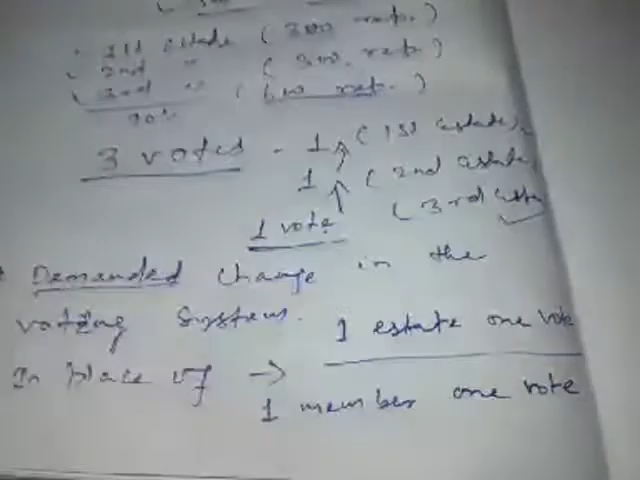 1st estate (300 rep.)
2nd " (300. rep.)
3rd " (600 rep.)
90%
3 votes - 1 (1st estate)
1 (2nd estate)
1 vote (3rd esta
Demanded change in the
voting System.
In place of → 1 estate one vote
1 member one vote